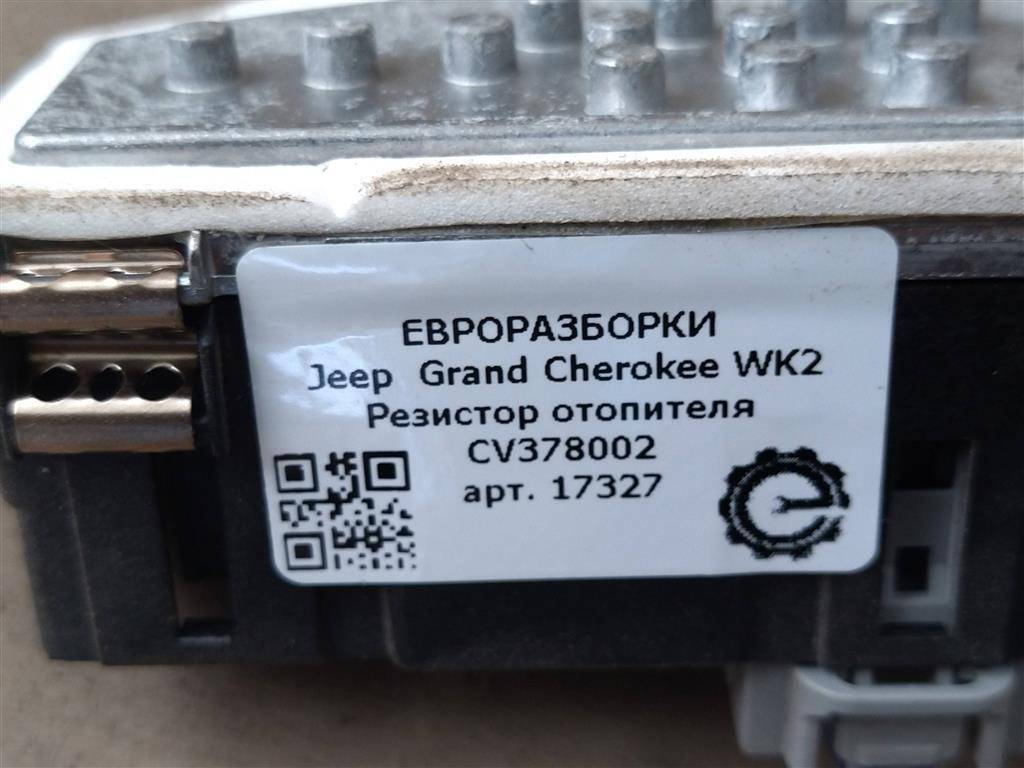 ЕВРОРАЗБОРКИ
Jeep Grand Cherokee WK2
Резистор отопителя
CV378002
арт. 17327